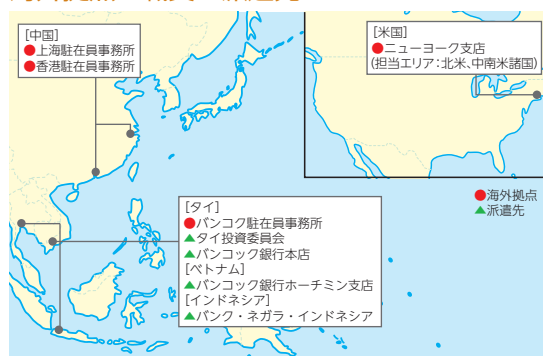 [中国]
●上海駐在員事務所
●香港駐在員事務所
[米国]
●ニューヨーク支店
(担当エリア：北米、中南米諸国)
●海外拠点
▲派遣先
[タイ]
●バンコク駐在員事務所
▲タイ投資委員会
▲バンコック銀行本店
[ベトナム]
▲バンコック銀行ホーチミン支店
[インドネシア]
▲バンク・ネガラ・インドネシア